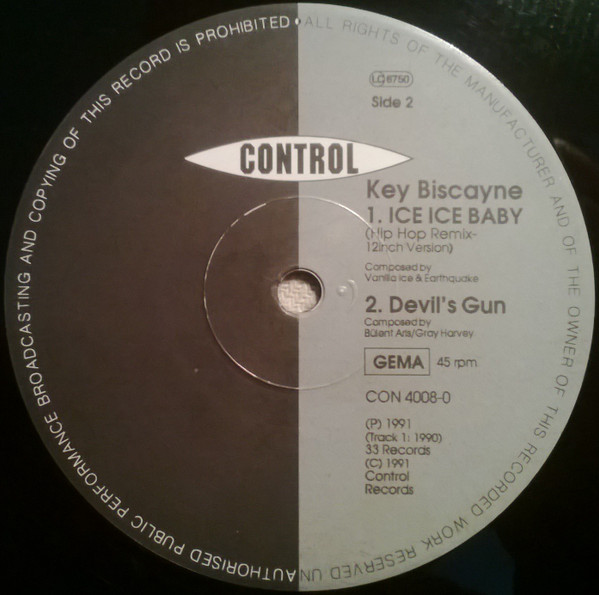 ALL RIGHTS OF THE MANUFACTURER AND OF THE OWNER OF THIS RECORDED WORK RESERVED UNAUTHORISED PUBLIC PERFORMANCE BROADCASTING AND COPYING OF THIS RECORD IS PROHIBITED •
LC 8750
Side 2
CONTROL
Key Biscayne
1. ICE ICE BABY
(Hip Hop Remix-
12inch Version)
Composed by
Vanilla Ice & Earthquake
2. Devil's Gun
Composed by
Bülent Aris/Gray Harvey
GEMA 45 rpm
CON 4008-0
(P) 1991
(Track 1: 1990)
33 Records
(C) 1991
Control
Records